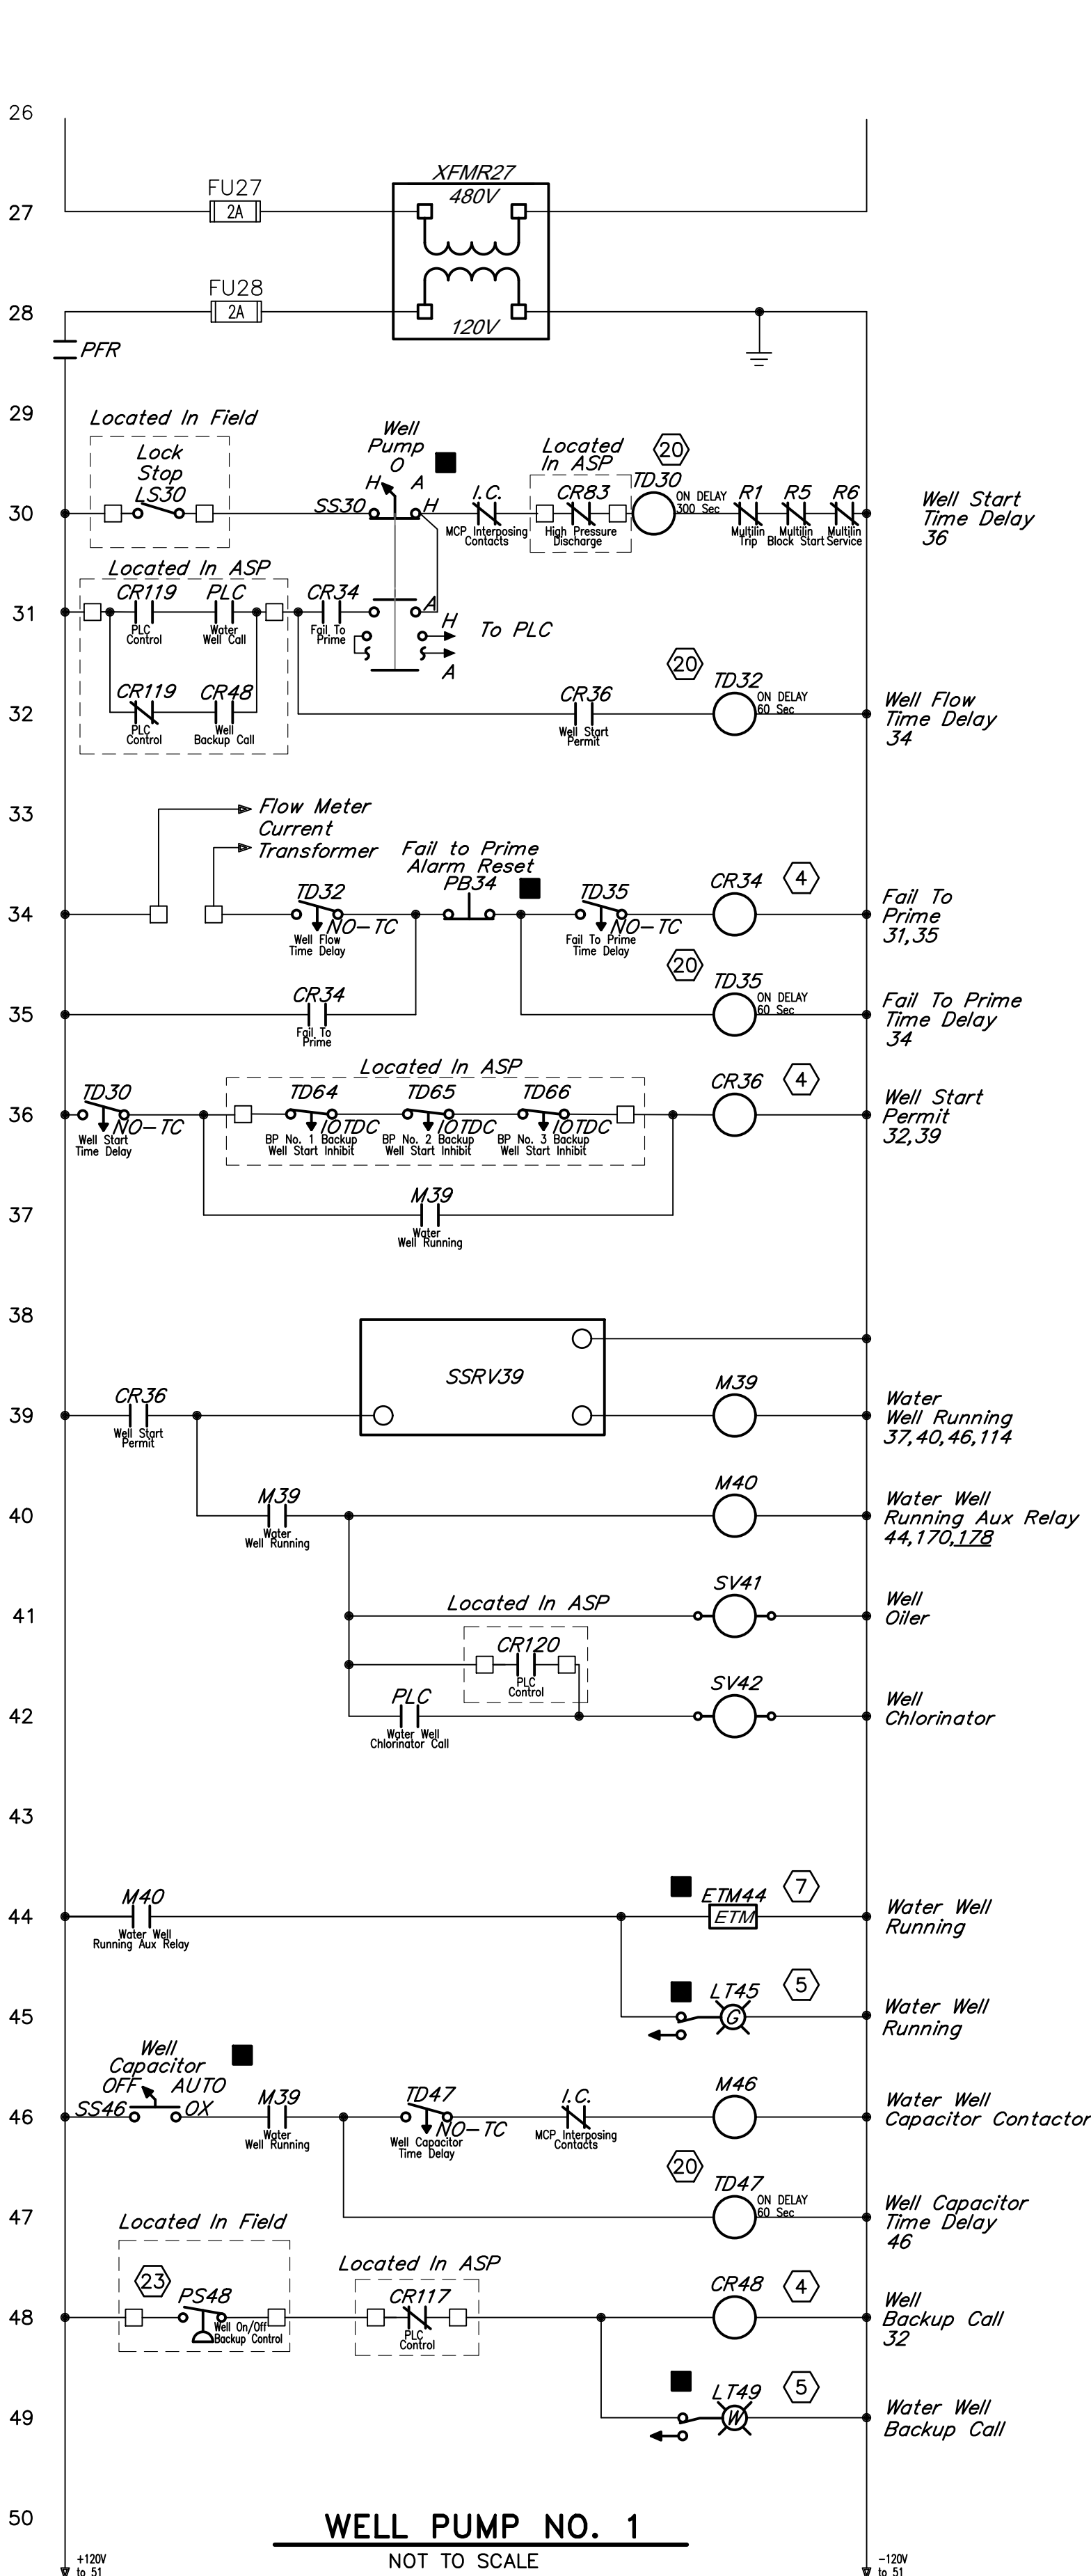 26
XFMR27
480V
FU27
27
2A
FU28
28
2A
120V
PFR
29
Located In Field
Well
Pump
O
H A
Located
In ASP
20
Lock
Stop
LS30
30
SS30
H
I.C.
MCP Interposing
Contacts
CR83
High Pressure
Discharge
TD30
ON DELAY
300 Sec
R1
Multilin
Trip
R5
Multilin
Block Start
R6
Multilin
Service
Well Start
Time Delay
36
Located In ASP
31
CR119
PLC
Control
PLC
Water
Well Call
CR34
Fail To
Prime
A
H
To PLC
A
32
CR119
PLC
Control
CR48
Well
Backup Call
CR36
Well Start
Permit
20
TD32
ON DELAY
60 Sec
Well Flow
Time Delay
34
33
Flow Meter
Current
Transformer
Fail to Prime
Alarm Reset
PB34
34
TD32
NO-TC
Well Flow
Time Delay
TD35
NO-TC
Fail To Prime
Time Delay
CR34
4
Fail To
Prime
31,35
35
CR34
Fail To
Prime
20
TD35
ON DELAY
60 Sec
Fail To Prime
Time Delay
34
Located In ASP
36
TD30
NO-TC
Well Start
Time Delay
TD64
IOTDC
BP No. 1 Backup
Well Start Inhibit
TD65
IOTDC
BP No. 2 Backup
Well Start Inhibit
TD66
IOTDC
BP No. 3 Backup
Well Start Inhibit
CR36
4
Well Start
Permit
32,39
37
M39
Water
Well Running
38
SSRV39
39
CR36
Well Start
Permit
M39
Water
Well Running
37,40,46,114
40
M39
Water
Well Running
M40
Water Well
Running Aux Relay
44,170,178
41
Located In ASP
SV41
Well
Oiler
CR120
PLC
Control
42
PLC
Water Well
Chlorinator Call
SV42
Well
Chlorinator
43
44
M40
Water Well
Running Aux Relay
ETM44
ETM
7
Water Well
Running
45
LT45
G
5
Water Well
Running
Well
Capacitor
OFF AUTO
46
SS46
OX
M39
Water
Well Running
TD47
NO-TC
Well Capacitor
Time Delay
I.C.
MCP Interposing
Contacts
M46
Water Well
Capacitor Contactor
47
20
TD47
ON DELAY
60 Sec
Well Capacitor
Time Delay
46
Located In Field
Located In ASP
48
23
PS48
Well On/Off
Backup Control
CR117
PLC
Control
CR48
4
Well
Backup Call
32
49
LT49
W
5
Water Well
Backup Call
50
WELL PUMP NO. 1
NOT TO SCALE
+120V
to 51
-120V
to 51